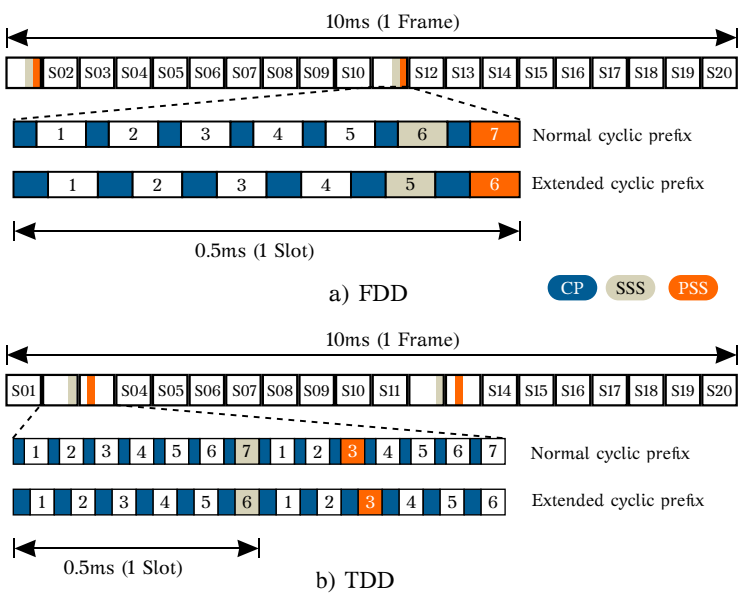 10ms (1 Frame)
S02 S03 S04 S05 S06 S07 S08 S09 S10 S12 S13 S14 S15 S16 S17 S18 S19 S20
1 2 3 4 5 6 7 Normal cyclic prefix
1 2 3 4 5 6 Extended cyclic prefix
0.5ms (1 Slot)
a) FDD CP SSS PSS
10ms (1 Frame)
S01 S04 S05 S06 S07 S08 S09 S10 S11 S14 S15 S16 S17 S18 S19 S20
1 2 3 4 5 6 7 1 2 3 4 5 6 7 Normal cyclic prefix
1 2 3 4 5 6 1 2 3 4 5 6 Extended cyclic prefix
0.5ms (1 Slot)
b) TDD